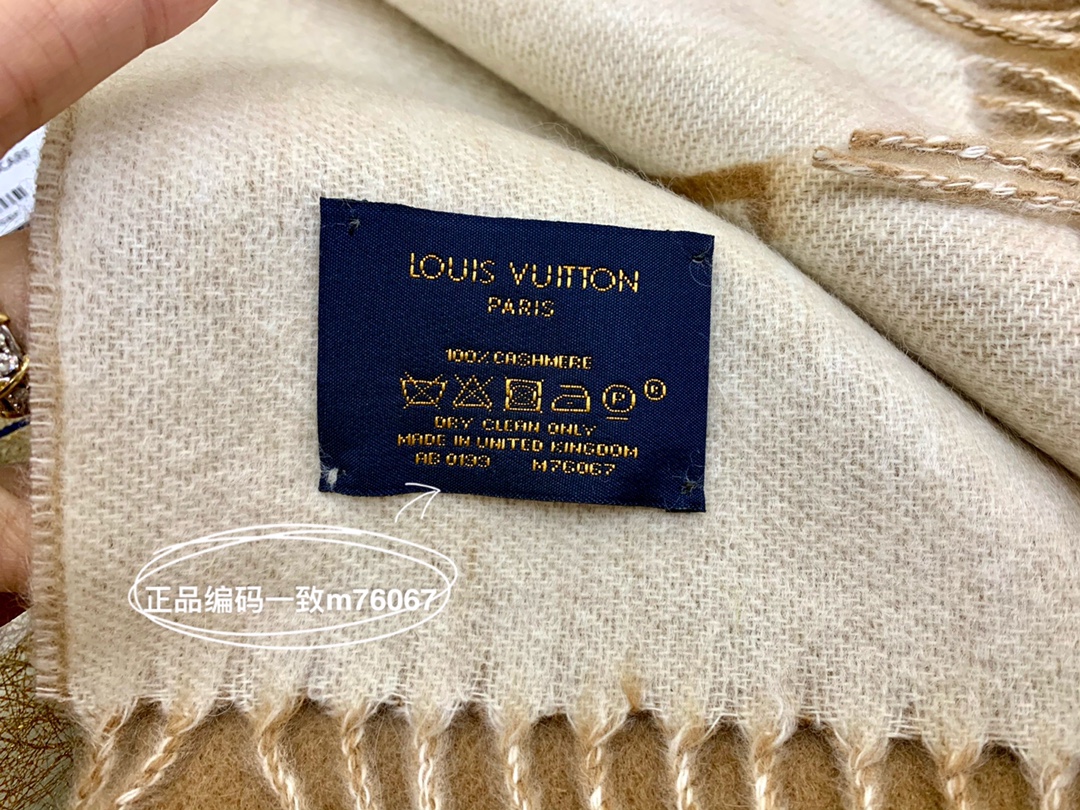 LOUIS VUITTON
PARIS
100% CASHMERE
P R
DRY CLEAN ONLY
MADE IN UNITED KINGDOM
AB 0199 M76067
正品编码一致m76067